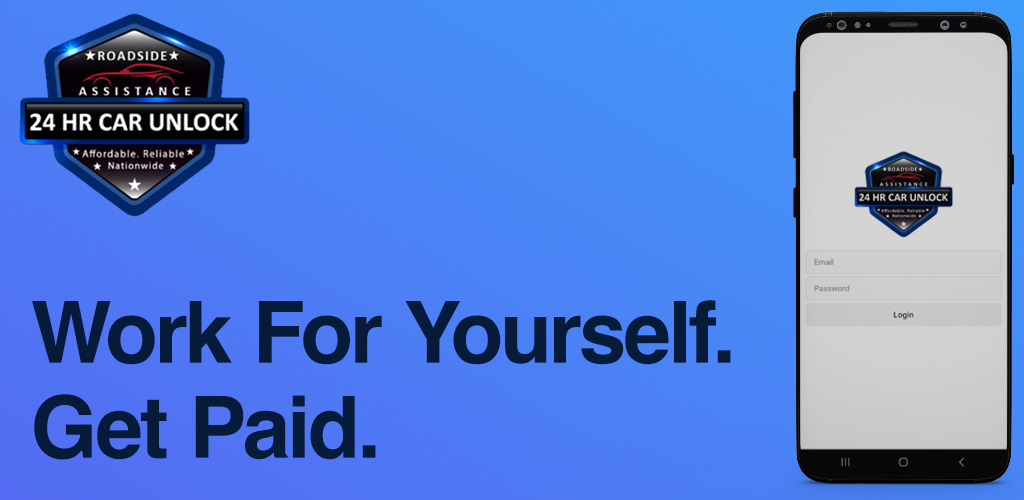 ★ROADSIDE★
ASSISTANCE
24 HR CAR UNLOCK
★Affordable. Reliable★
★ Nationwide ★
Work For Yourself.
Get Paid.
★ROADSIDE★
ASSISTANCE
24 HR CAR UNLOCK
★Affordable. Reliable★
★ Nationwide ★
Email
Password
Login